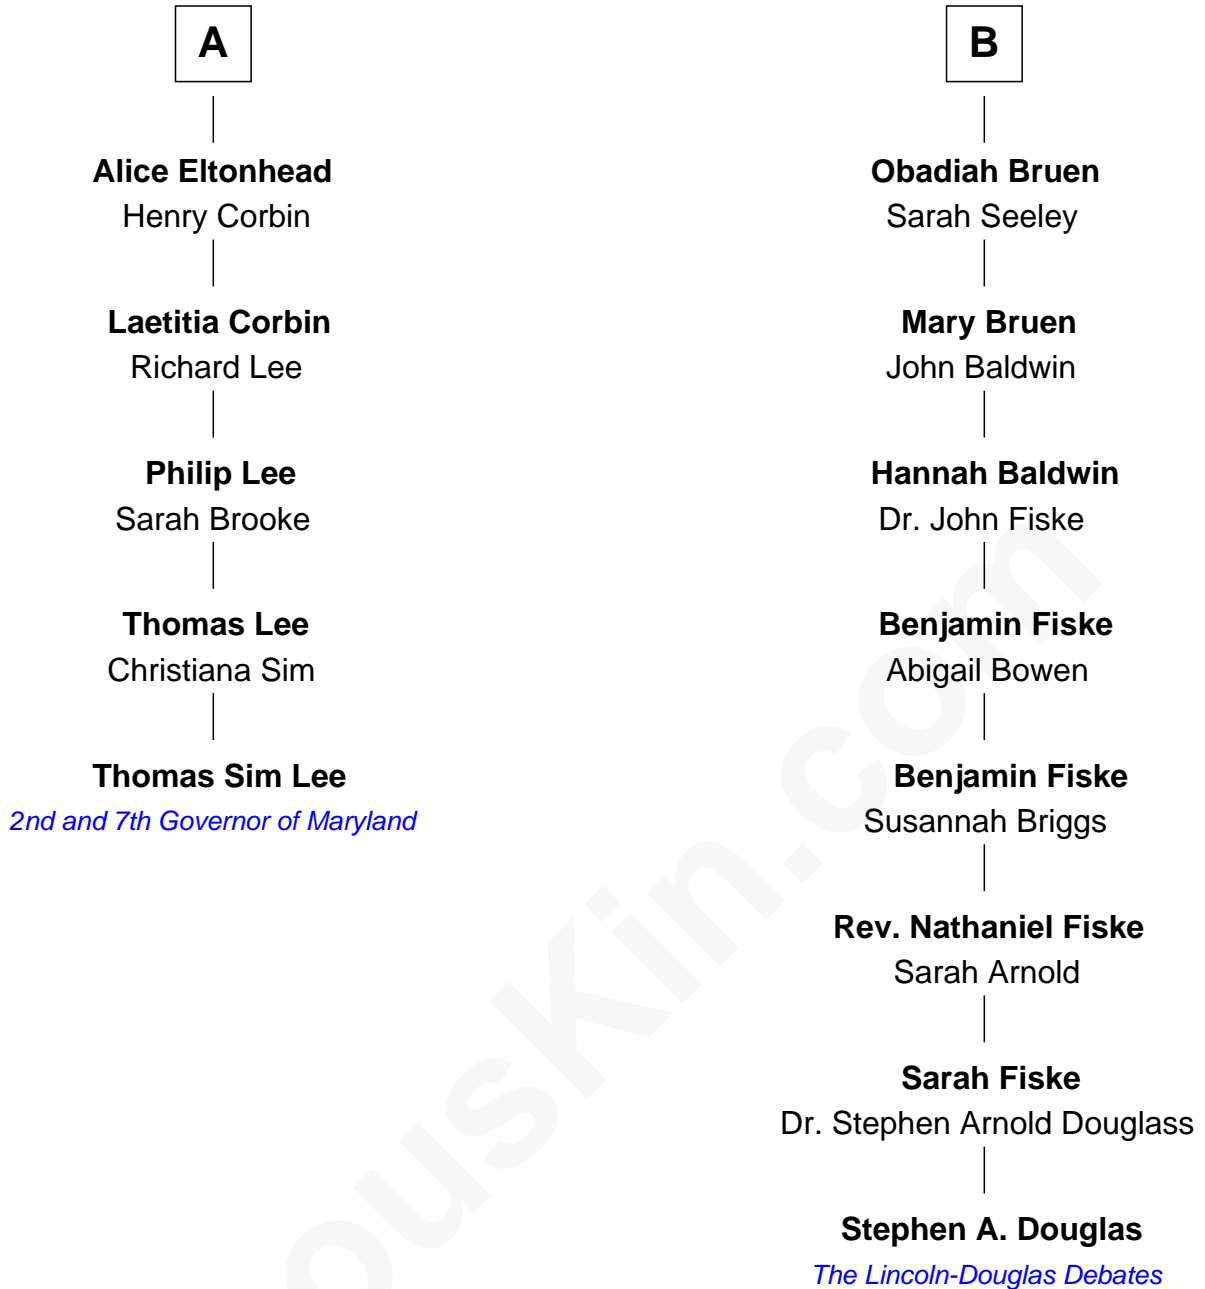 A
Alice Eltonhead
Henry Corbin
Laetitia Corbin
Richard Lee
Philip Lee
Sarah Brooke
Thomas Lee
Christiana Sim
Thomas Sim Lee
2nd and 7th Governor of Maryland
B
Obadiah Bruen
Sarah Seeley
Mary Bruen
John Baldwin
Hannah Baldwin
Dr. John Fiske
Benjamin Fiske
Abigail Bowen
Benjamin Fiske
Susannah Briggs
Rev. Nathaniel Fiske
Sarah Arnold
Sarah Fiske
Dr. Stephen Arnold Douglass
Stephen A. Douglas
The Lincoln-Douglas Debates
ousKin.com